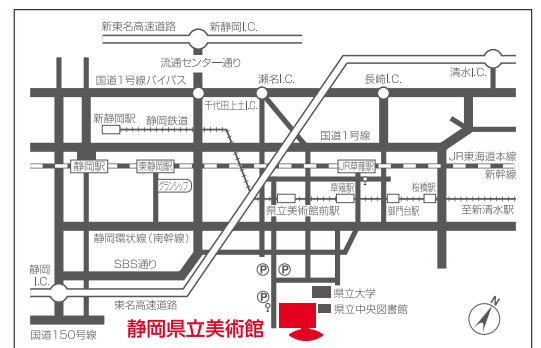 新東名高速道路
新静岡I.C.
流通センター通り
国道1号線バイパス
瀬名I.C.
長崎I.C.
清水I.C.
千代田上土I.C.
新静岡駅
静岡鉄道
国道1号線
JR東海道本線
静岡駅
東静岡駅
JR草薙駅
新幹線
グランシップ
県立美術館前駅
草薙駅
御門台駅
桜橋駅
至新清水駅
静岡環状線(南幹線)
静岡
I.C.
SBS通り
P
P
P
N
東名高速道路
県立大学
県立中央図書館
国道150号線
静岡県立美術館